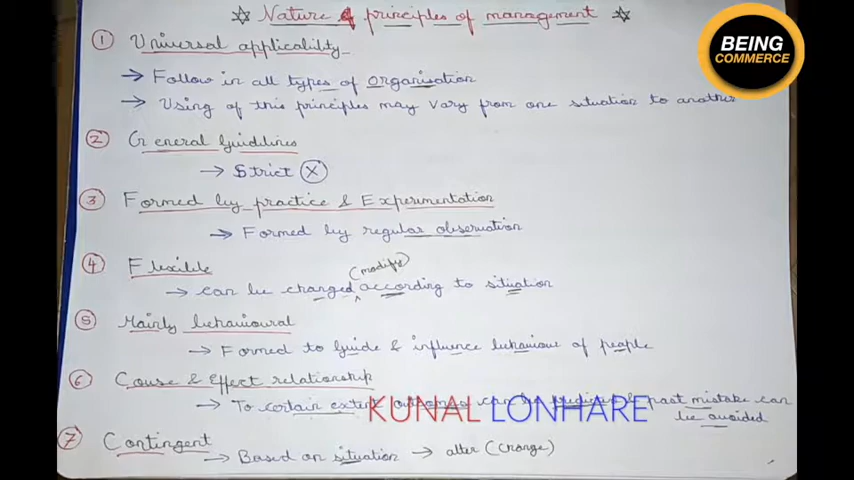 ☆ Nature of principles of management ☆
BEING
COMMERCE
① Universal applicability
→ Follow in all types of organisation
→ Using of this principles may vary from one situation to another
② General Guidelines
→ Strict (X)
③ Formed by practice & Experimentation
→ Formed by regular observation
④ Flexible
→ can be changed (modify) according to situation
⑤ Mainly behavioural
→ Formed to guide & influence behaviour of people
⑥ Cause & Effect relationship
→ To certain extent outcomes can be & past mistake can
be avoided
KUNAL LONHARE
⑦ Contingent
→ Based on situation → alter (change)